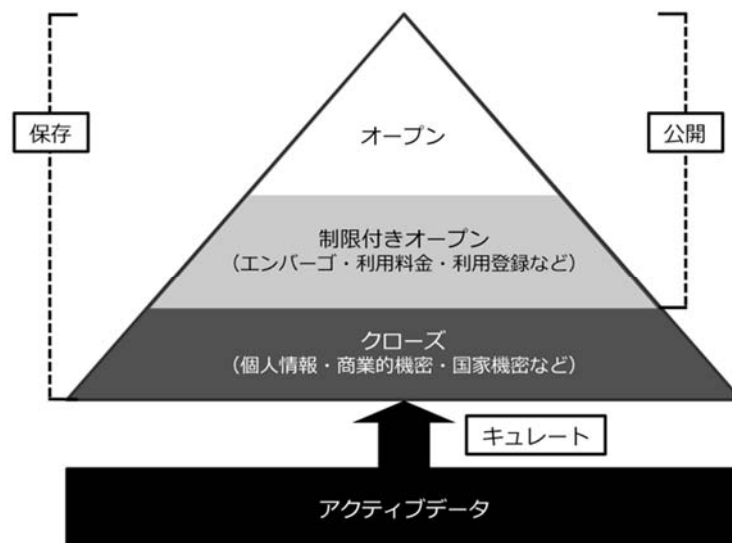 保存
公開
オープン
制限付きオープン
（エンバーゴ・利用料金・利用登録など）
クローズ
（個人情報・商業的機密・国家機密など）
キュレート
アクティブデータ